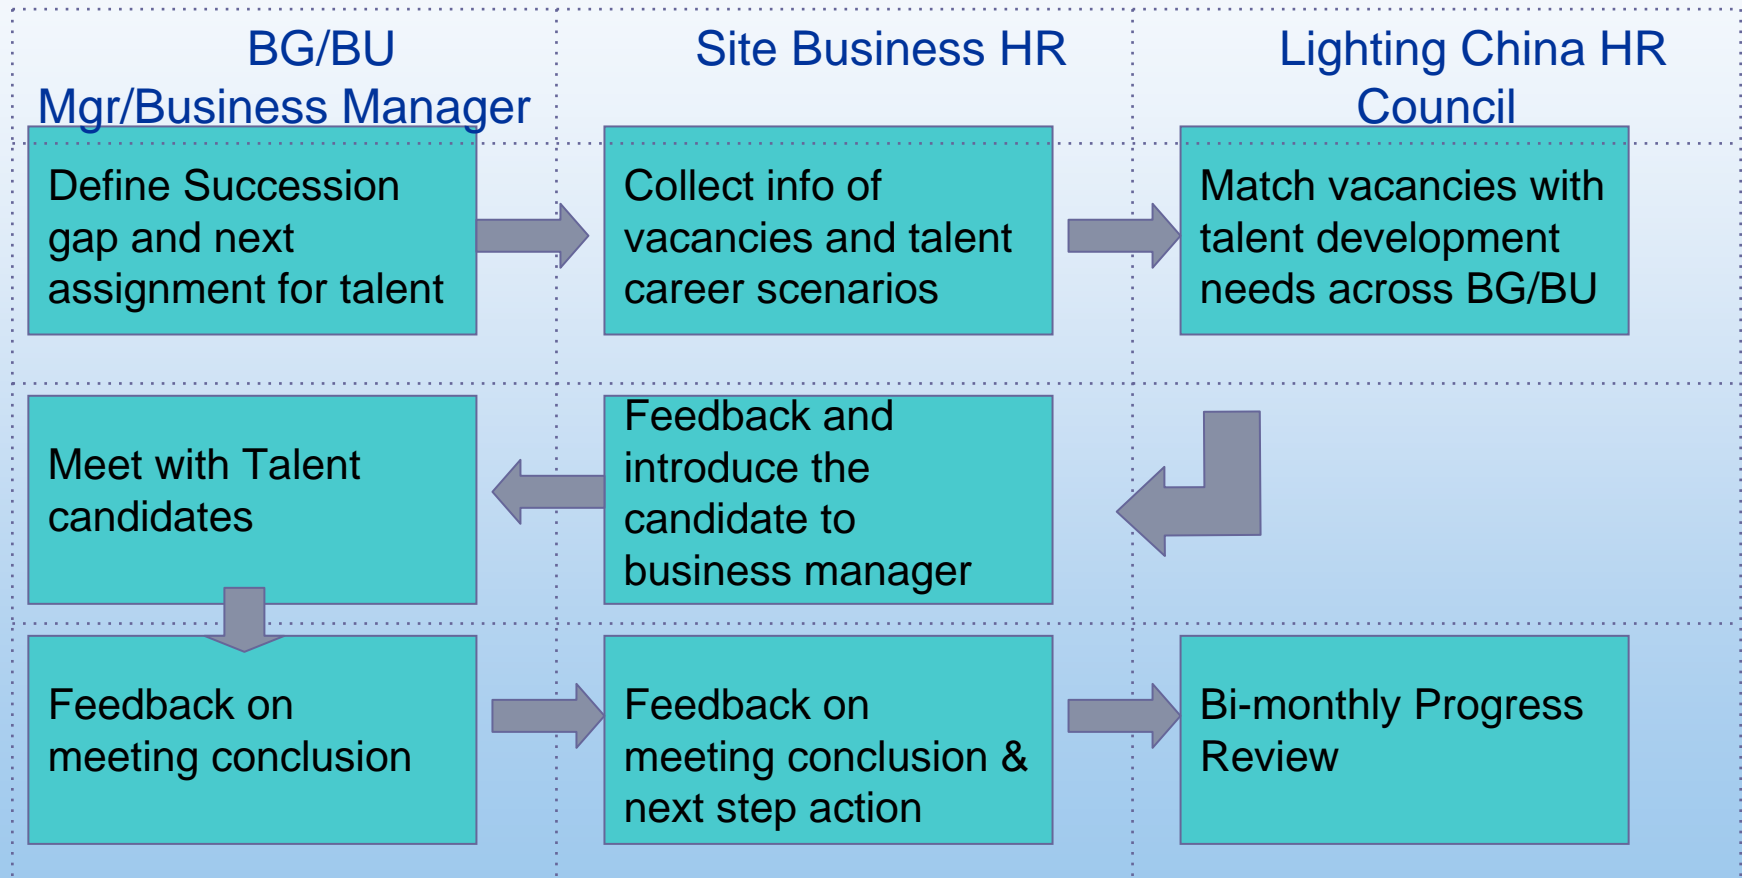 BG/BU
Mgr/Business Manager
Site Business HR
Lighting China HR
Council
Define Succession
gap and next
assignment for talent
Collect info of
vacancies and talent
career scenarios
Match vacancies with
talent development
needs across BG/BU
Meet with Talent
candidates
Feedback and
introduce the
candidate to
business manager
Feedback on
meeting conclusion
Feedback on
meeting conclusion &
next step action
Bi-monthly Progress
Review